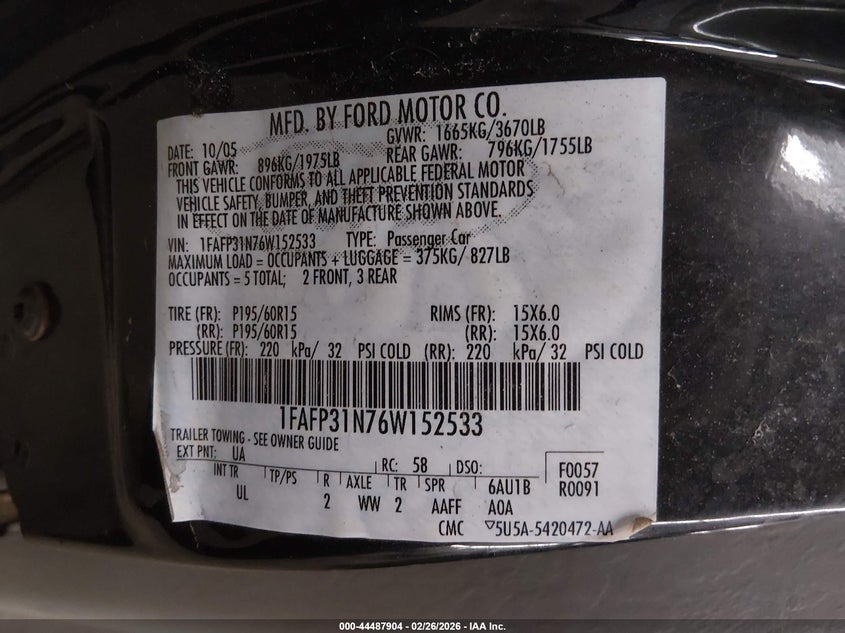 MFD. BY FORD MOTOR CO.
DATE: 10/05 GVWR: 1665KG/3670LB
FRONT GAWR: 896KG/1975LB REAR GAWR: 796KG/1755LB
THIS VEHICLE CONFORMS TO ALL APPLICABLE FEDERAL MOTOR
VEHICLE SAFETY, BUMPER, AND THEFT PREVENTION STANDARDS
IN EFFECT ON THE DATE OF MANUFACTURE SHOWN ABOVE.
VIN: 1FAFP31N76W152533 TYPE: Passenger Car
MAXIMUM LOAD = OCCUPANTS + LUGGAGE = 375KG/ 827LB
OCCUPANTS = 5 TOTAL; 2 FRONT, 3 REAR
TIRE (FR): P195/60R15 RIMS (FR): 15X6.0
(RR): P195/60R15 (RR): 15X6.0
PRESSURE (FR): 220 kPa/ 32 PSI COLD (RR): 220 kPa/ 32 PSI COLD
1FAFP31N76W152533
TRAILER TOWING - SEE OWNER GUIDE
EXT PNT: UA RC: 58 DSO: F0057
INT TR TP/PS R AXLE TR SPR 6AU1B R0091
UL 2 WW 2 AAFF A0A
CMC 5U5A-5420472-AA
000-44487904 | 02/26/2026 - IAA Inc.